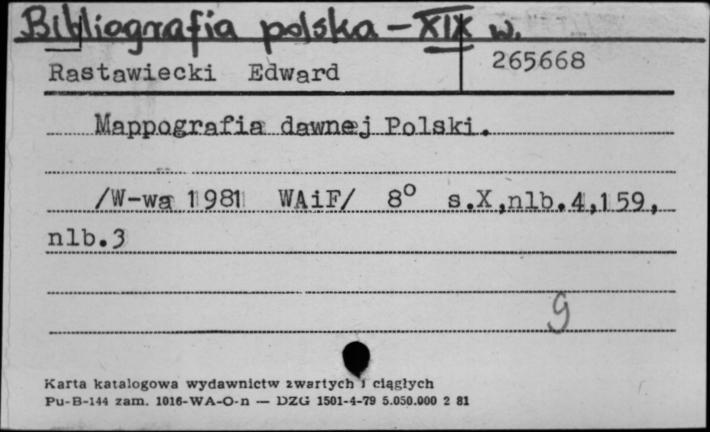 Bibliografia polska - XIX w.
Rastawiecki Edward 265668
Mappografia dawnej Polski.
/W-wa 1981 WAiF/ 8° s.X,nlb.4,159,
nlb.3
9
Karta katalogowa wydawnictw zwartych i ciągłych
Pu-B-144 zam. 1016-WA-O-n — DZG 1501-4-79 5.050.000 2 81